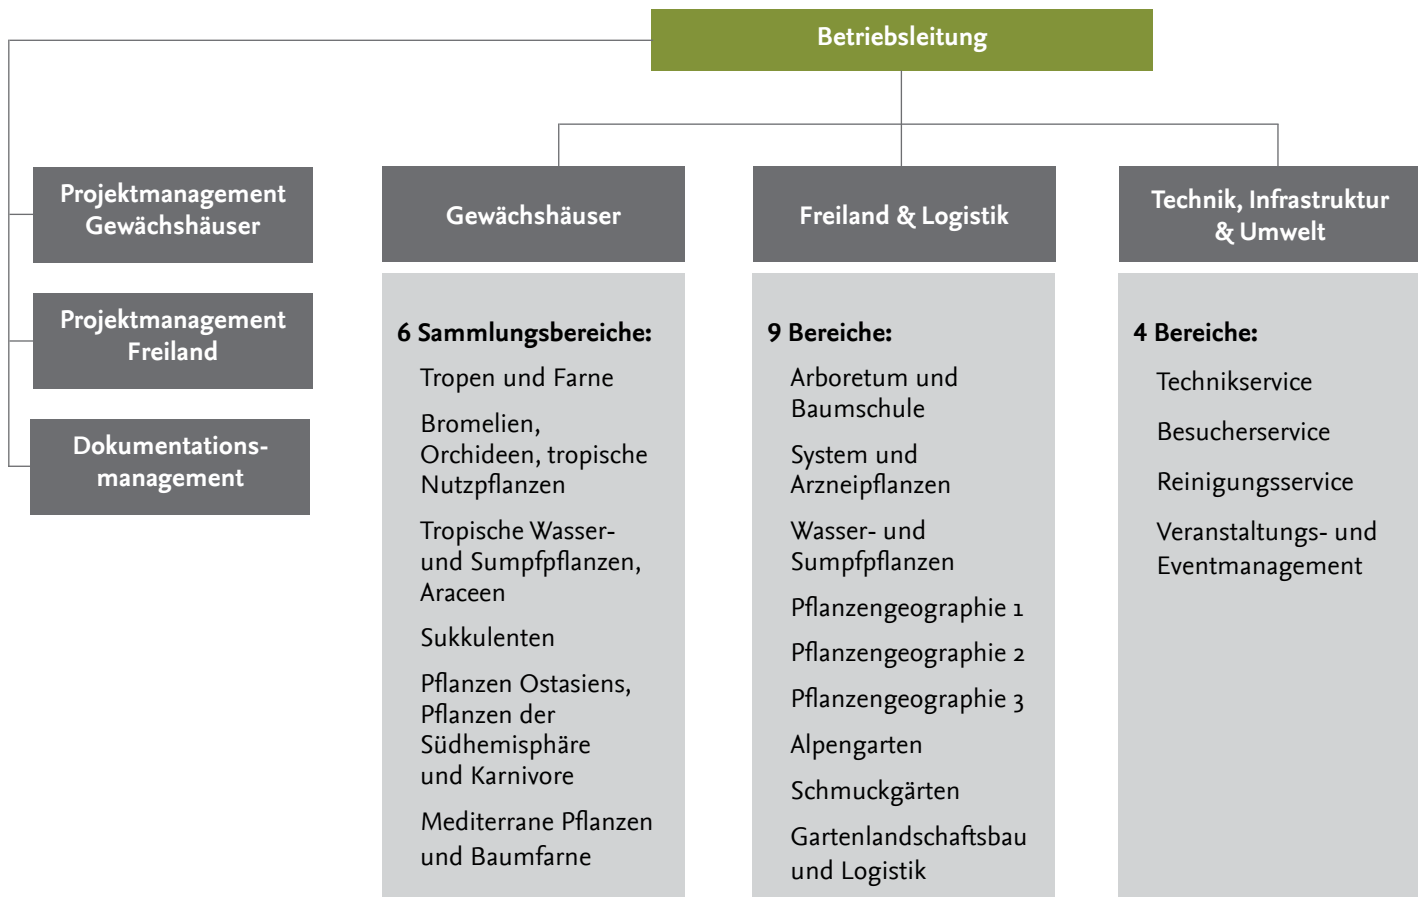 Betriebsleitung
Projektmanagement
Gewächshäuser
Projektmanagement
Freiland
Dokumentations-
management
Gewächshäuser
6 Sammlungsbereiche:
Tropen und Farne
Bromelien,
Orchideen, tropische
Nutzpflanzen
Tropische Wasser-
und Sumpfpflanzen,
Araceen
Sukkulenten
Pflanzen Ostasiens,
Pflanzen der
Südhemisphäre
und Karnivore
Mediterrane Pflanzen
und Baumfarne
Freiland & Logistik
9 Bereiche:
Arboretum und
Baumschule
System und
Arzneipflanzen
Wasser- und
Sumpfpflanzen
Pflanzengeographie 1
Pflanzengeographie 2
Pflanzengeographie 3
Alpengarten
Schmuckgärten
Gartenlandschaftsbau
und Logistik
Technik, Infrastruktur
& Umwelt
4 Bereiche:
Technikservice
Besucherservice
Reinigungsservice
Veranstaltungs- und
Eventmanagement